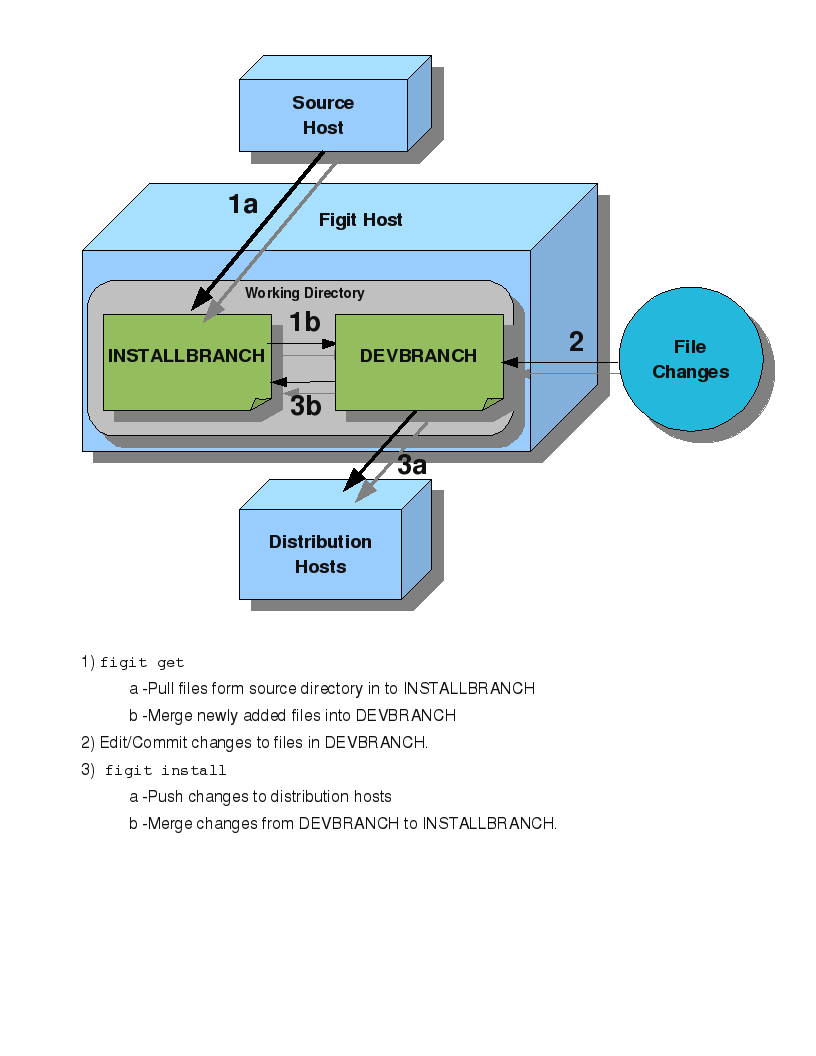 Source
Host
1a
Figit Host
Working Directory
1b
INSTALLBRANCH
DEVBRANCH
2
File
Changes
3b
3a
Distribution
Hosts
1) figit get
a -Pull files form source directory in to INSTALLBRANCH
b -Merge newly added files into DEVBRANCH
2) Edit/Commit changes to files in DEVBRANCH.
3) figit install
a -Push changes to distribution hosts
b -Merge changes from DEVBRANCH to INSTALLBRANCH.